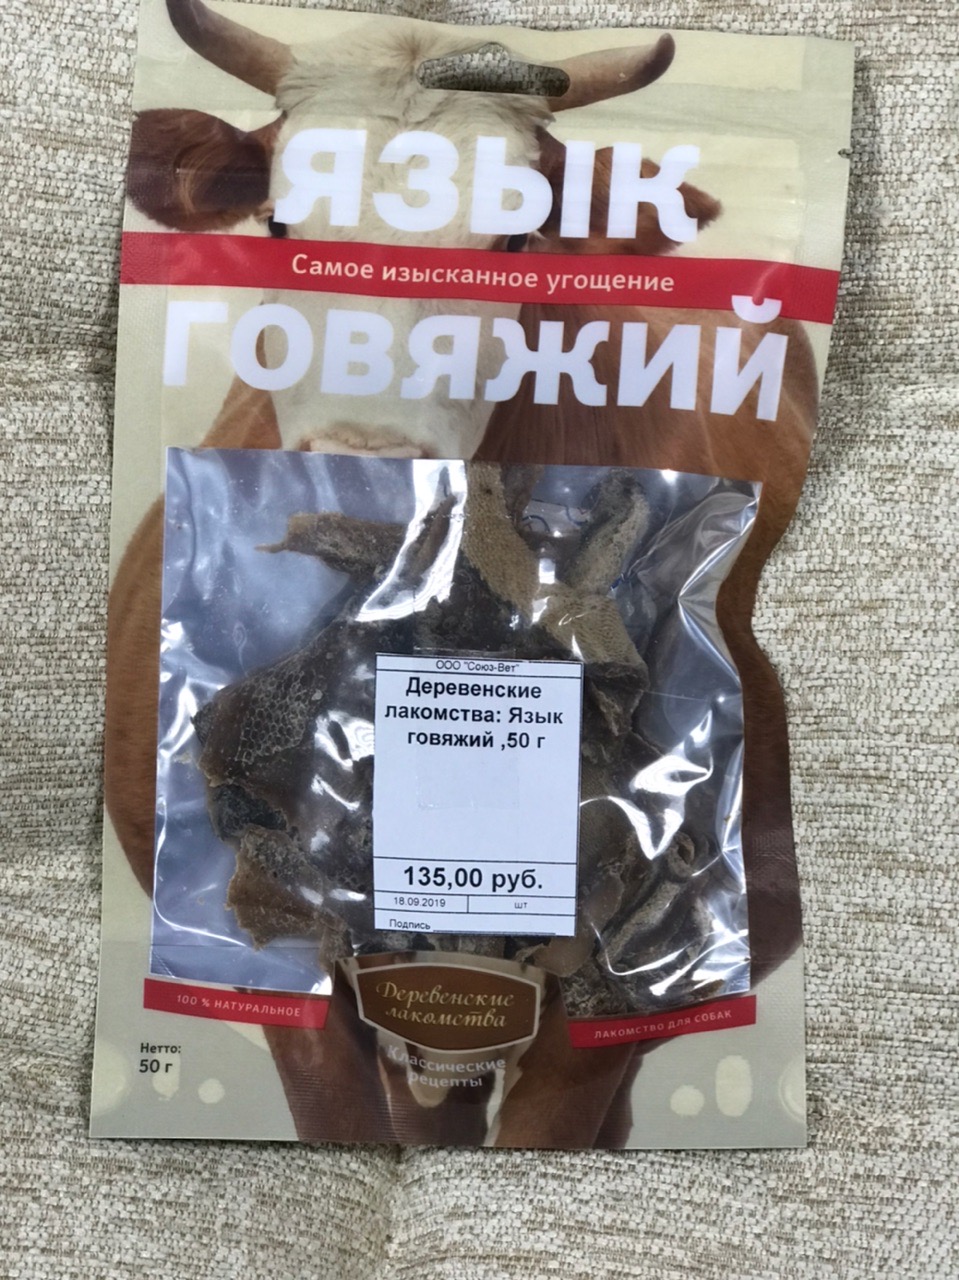 ЯЗЫК
Самое изысканное угощение
ГОВЯЖИЙ
ООО "Союз-Вет"
Деревенские
лакомства: Язык
говяжий ,50 г
135,00 руб.
18.09.2019 шт
Подпись
100 % НАТУРАЛЬНОЕ
Деревенские
лакомства
ЛАКОМСТВО ДЛЯ СОБАК
Классические
рецепты
Нетто:
50 г